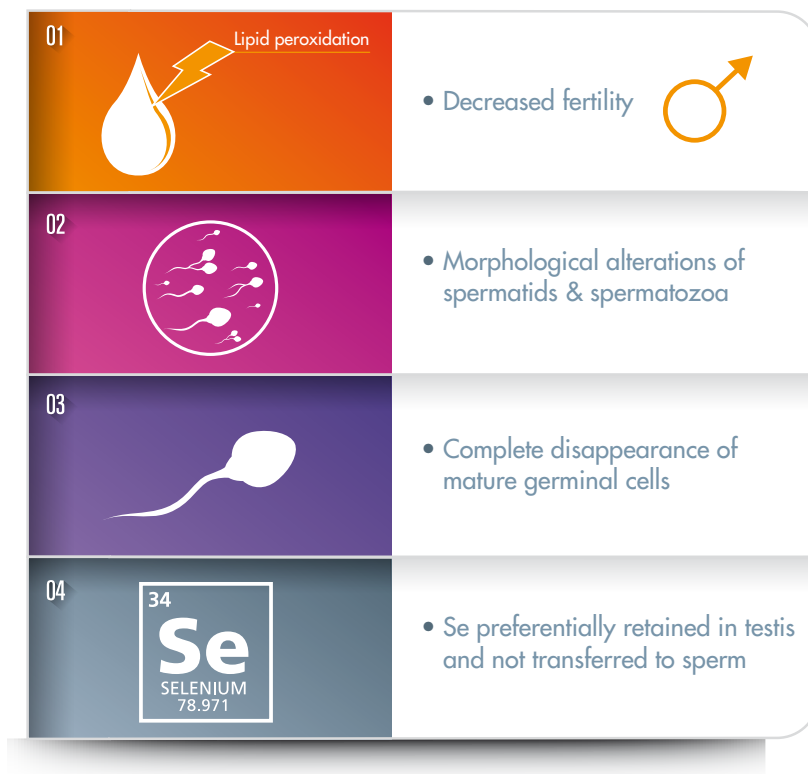 01
Lipid peroxidation
• Decreased fertility
02
• Morphological alterations of
spermatids & spermatozoa
03
• Complete disappearance of
mature germinal cells
04
34
Se
SELENIUM
78.971
• Se preferentially retained in testis
and not transferred to sperm